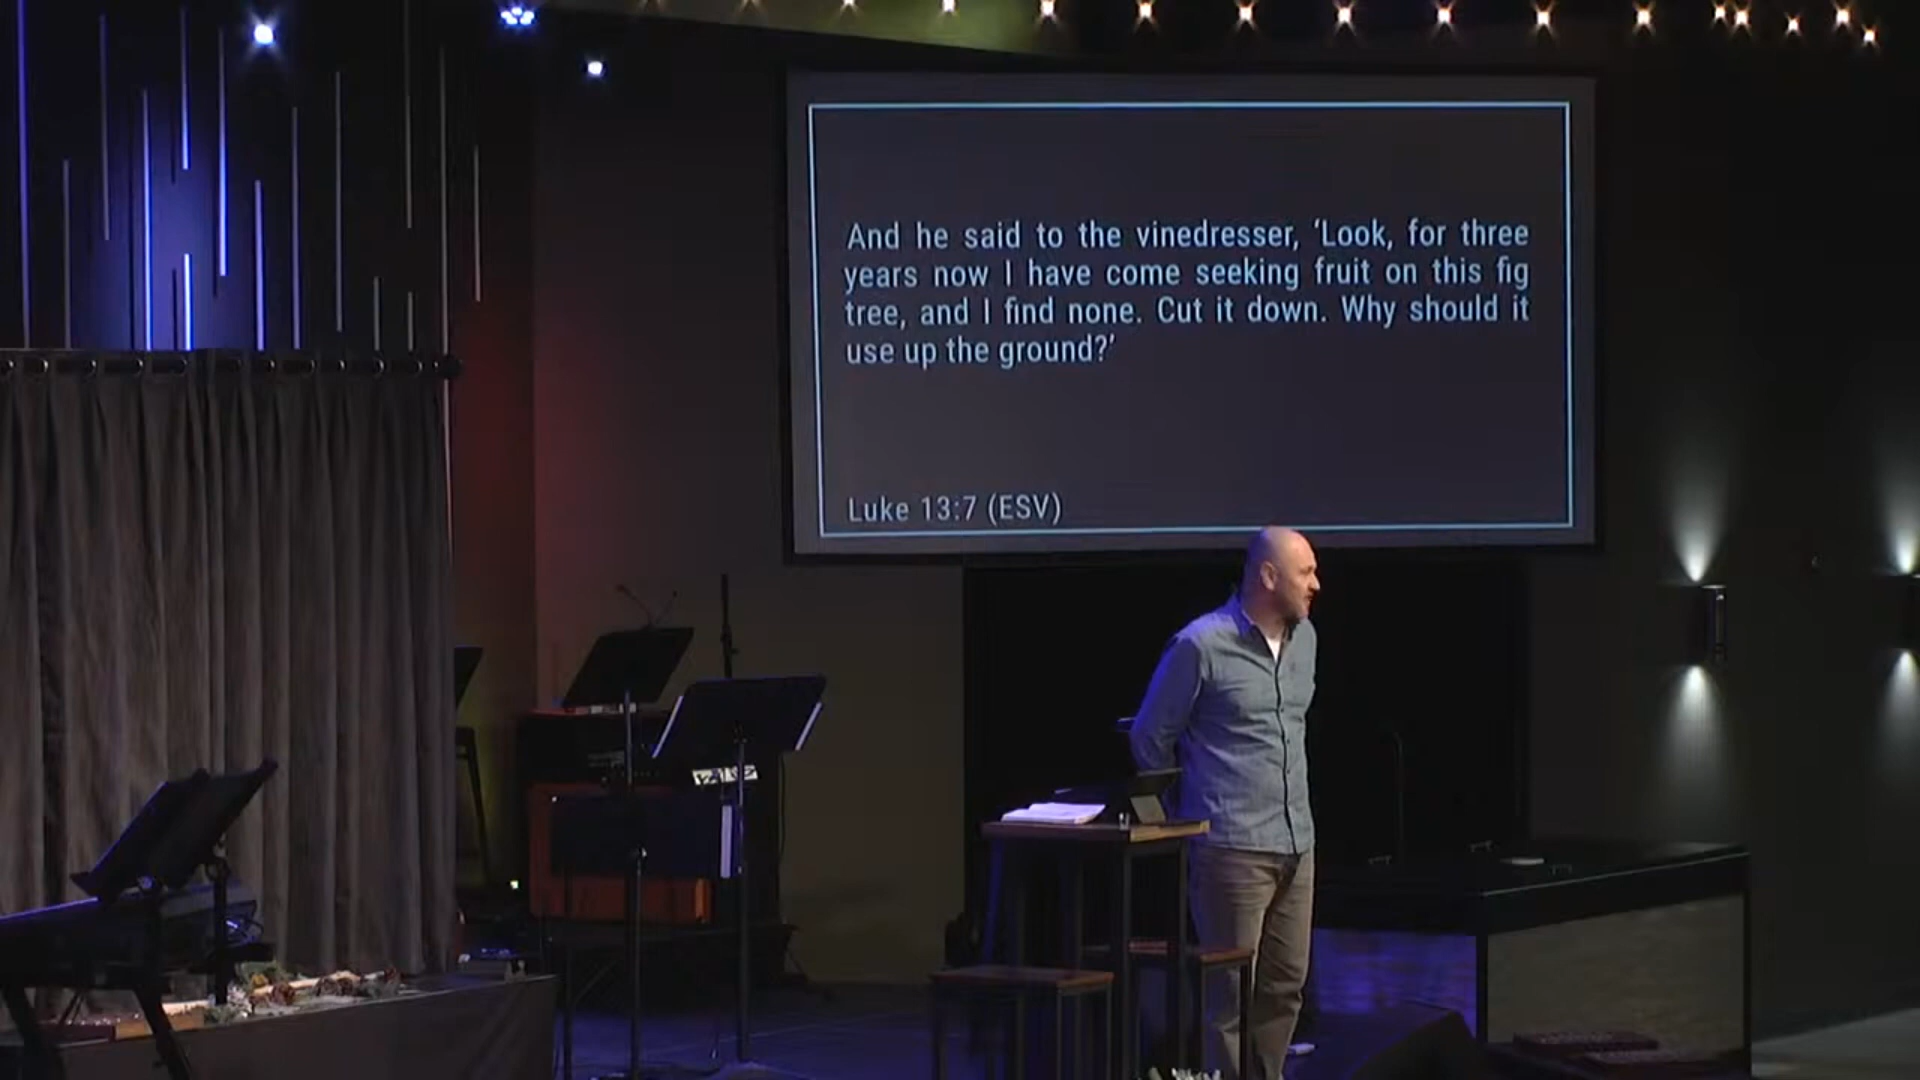 And he said to the vinedresser, ‘Look, for three
years now I have come seeking fruit on this fig
tree, and I find none. Cut it down. Why should it
use up the ground?’
Luke 13:7 (ESV)